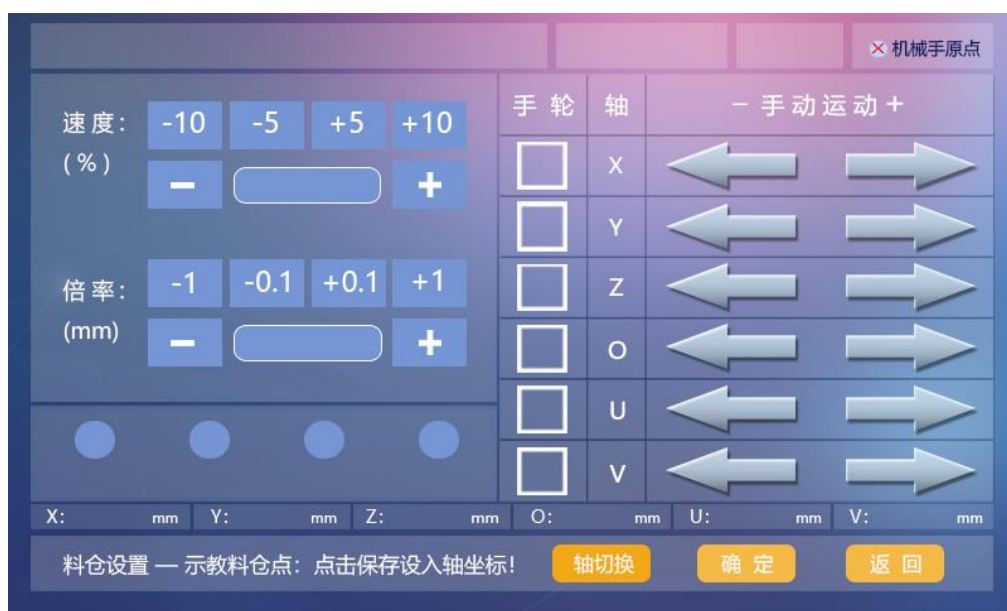 机械手原点
速度: -10 -5 +5 +10
(%) - +
倍率: -1 -0.1 +0.1 +1
(mm) - +
手轮 轴 - 手动运动 +
X
Y
Z
O
U
V
X: mm Y: mm Z: mm O: mm U: mm V: mm
料仓设置 — 示教料仓点：点击保存设入轴坐标! 轴切换 确定 返回